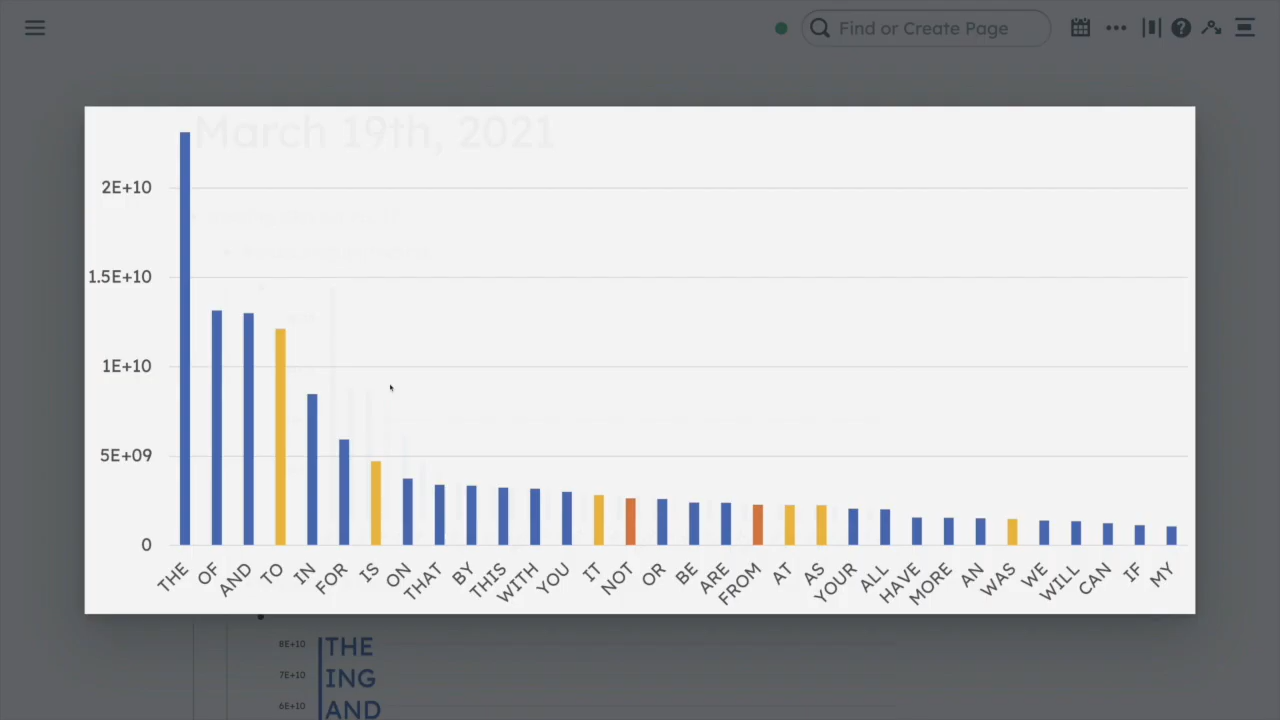 Find or Create Page
March 19th, 2021
2E+10
1.5E+10
1E+10
5E+09
0
THE OF AND TO IN FOR IS ON THAT BY THIS WITH YOU IT NOT OR BE ARE FROM AT AS YOUR ALL HAVE MORE AN WAS WE WILL CAN IF MY
8E+10 THE
7E+10 ING
6E+10 AND